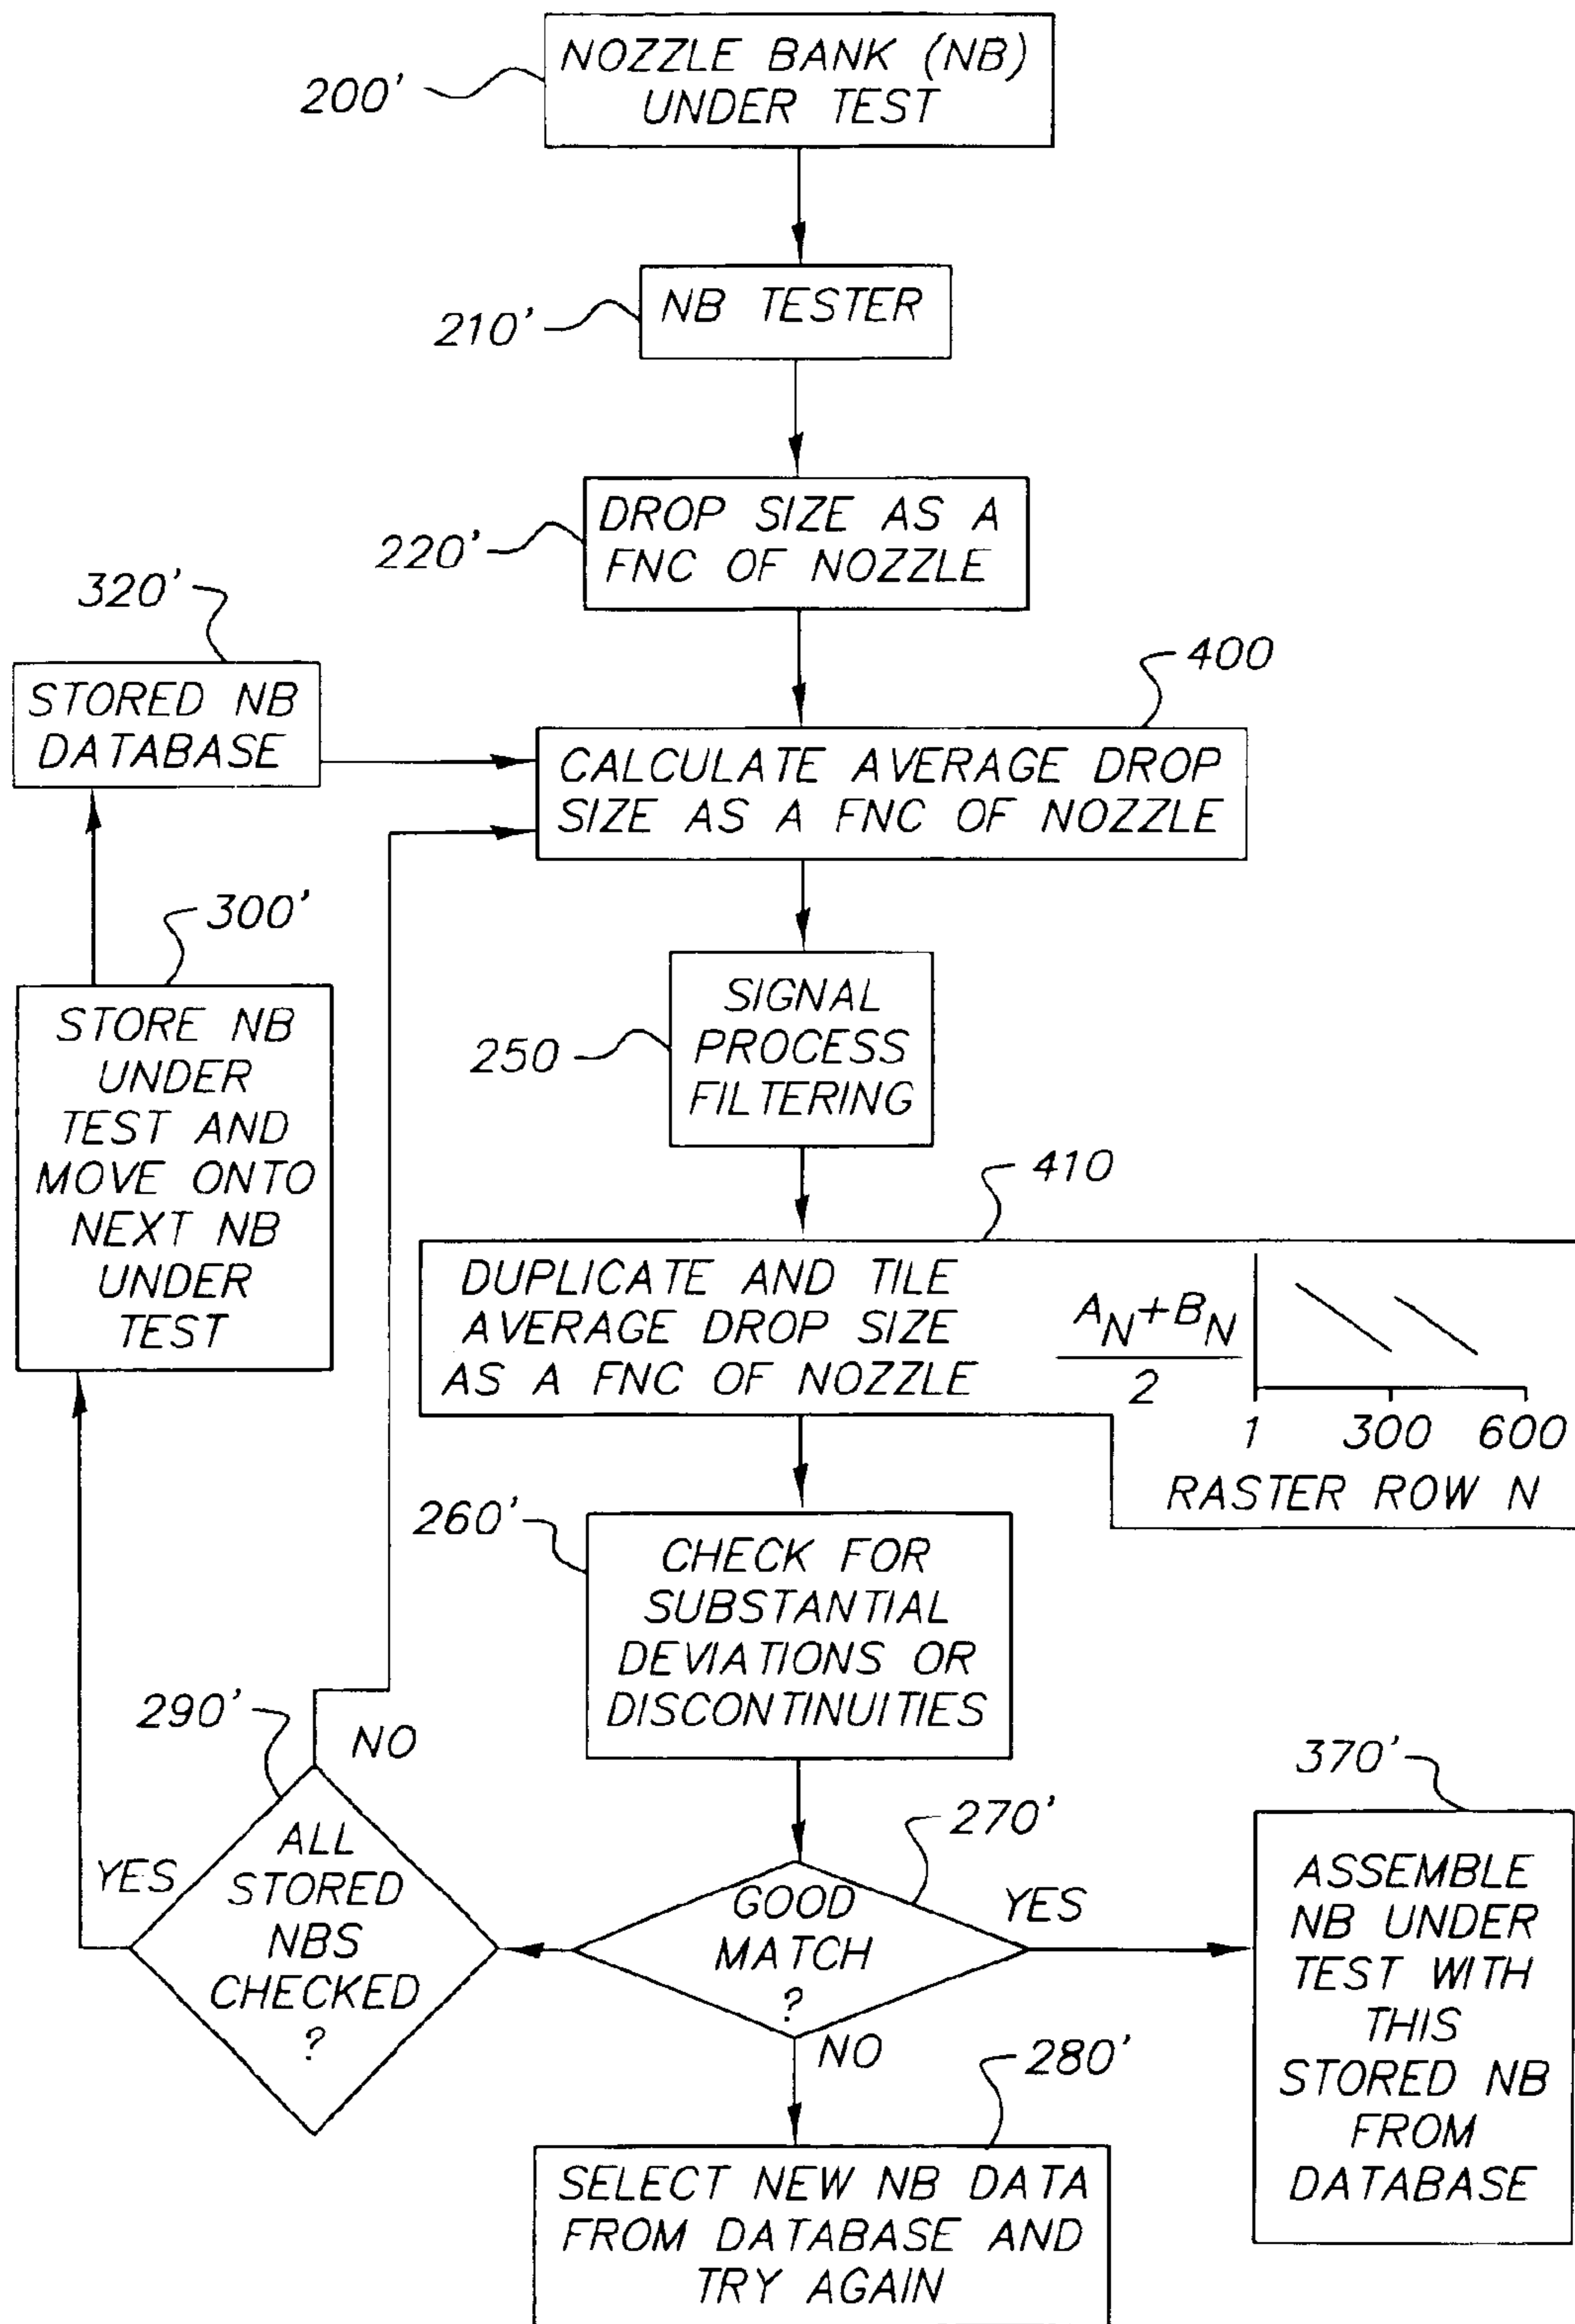 NOZZLE BANK (NB)
UNDER TEST
200'
NB TESTER
210'
DROP SIZE AS A
FNC OF NOZZLE
220'
320'
STORED NB
DATABASE
400
CALCULATE AVERAGE DROP
SIZE AS A FNC OF NOZZLE
300'
STORE NB
UNDER
TEST AND
MOVE ONTO
NEXT NB
UNDER
TEST
SIGNAL
PROCESS
FILTERING
250
410
DUPLICATE AND TILE
AVERAGE DROP SIZE
AS A FNC OF NOZZLE
A_N+B_N
2
1 300 600
RASTER ROW N
260'
CHECK FOR
SUBSTANTIAL
DEVIATIONS OR
DISCONTINUITIES
290'
NO
YES
ALL
STORED
NBS
CHECKED
?
270'
GOOD
MATCH
?
YES
NO
370'
ASSEMBLE
NB UNDER
TEST WITH
THIS
STORED NB
FROM
DATABASE
280'
SELECT NEW NB DATA
FROM DATABASE AND
TRY AGAIN